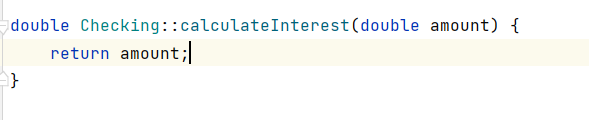 double Checking::calculateInterest(double amount) {
    return amount;
}